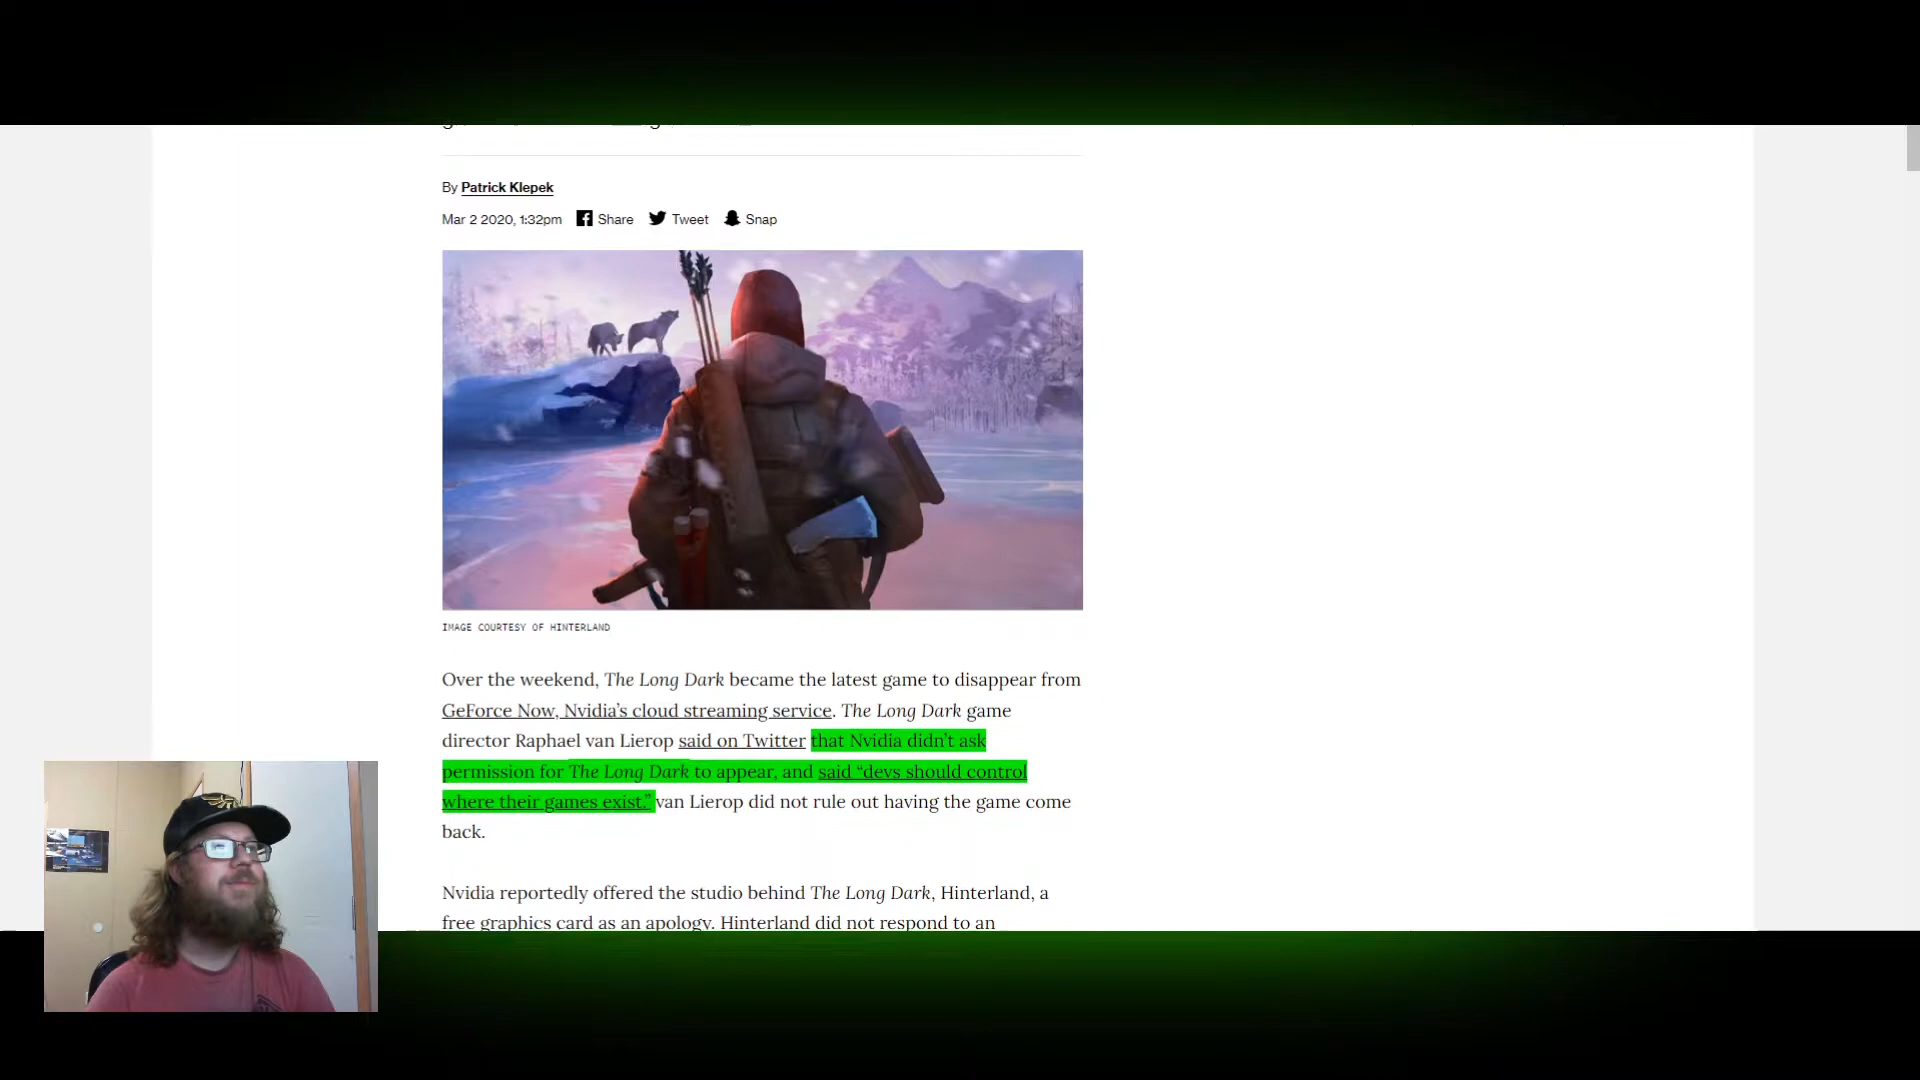 By Patrick Klepek
Mar 2 2020, 1:32pm Share Tweet Snap
IMAGE COURTESY OF HINTERLAND
Over the weekend, The Long Dark became the latest game to disappear from
GeForce Now, Nvidia's cloud streaming service. The Long Dark game
director Raphael van Lierop said on Twitter that Nvidia didn't ask
permission for The Long Dark to appear, and said “devs should control
where their games exist.” van Lierop did not rule out having the game come
back.
Nvidia reportedly offered the studio behind The Long Dark, Hinterland, a
free graphics card as an apology. Hinterland did not respond to an